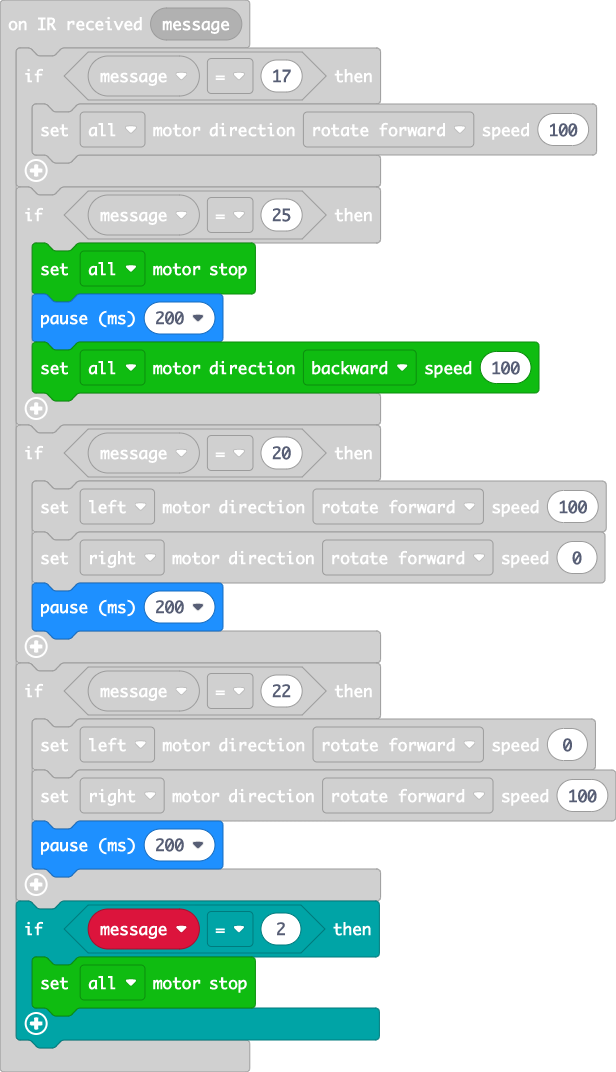 on IR received message
if message = 17 then
set all motor direction rotate forward speed 100
if message = 25 then
set all motor stop
pause (ms) 200
set all motor direction backward speed 100
if message = 20 then
set left motor direction rotate forward speed 100
set right motor direction rotate forward speed 0
pause (ms) 200
if message = 22 then
set left motor direction rotate forward speed 0
set right motor direction rotate forward speed 100
pause (ms) 200
if message = 2 then
set all motor stop